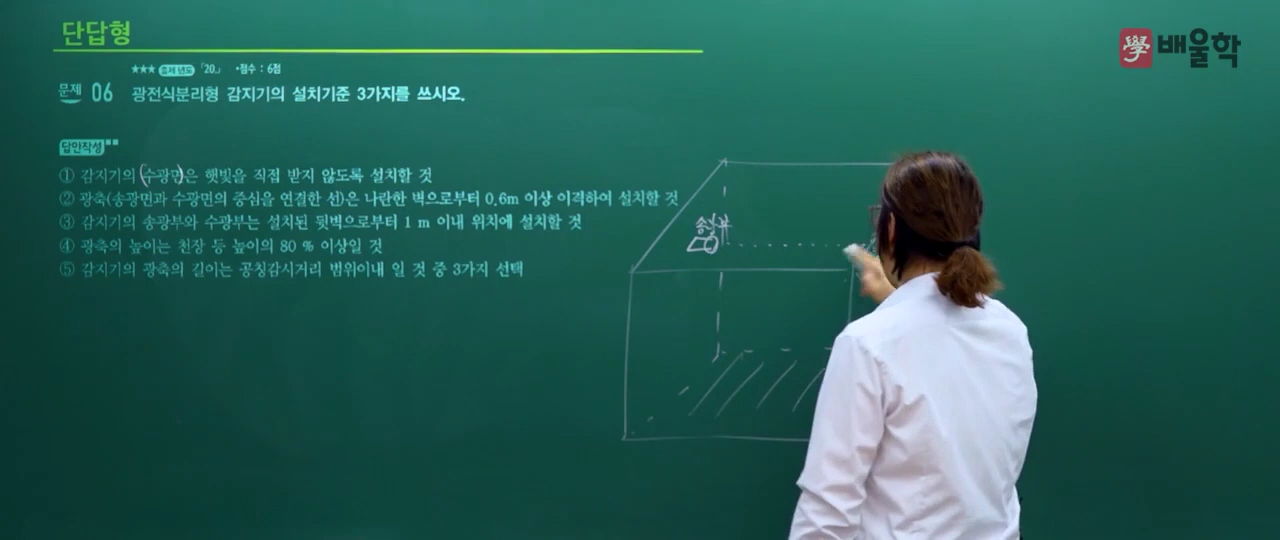 단답형
學 배울학
★★★ 출제년도 「20.」 •점수 : 6점
문제 06 광전식분리형 감지기의 설치기준 3가지를 쓰시오.
답안작성
① 감지기의 (수광면)은 햇빛을 직접 받지 않도록 설치할 것
② 광축(송광면과 수광면의 중심을 연결한 선)은 나란한 벽으로부터 0.6m 이상 이격하여 설치할 것
③ 감지기의 송광부와 수광부는 설치된 뒷벽으로부터 1 m 이내 위치에 설치할 것
④ 광축의 높이는 천장 등 높이의 80 % 이상일 것
⑤ 감지기의 광축의 길이는 공칭감시거리 범위이내 일 것 중 3가지 선택
송광부